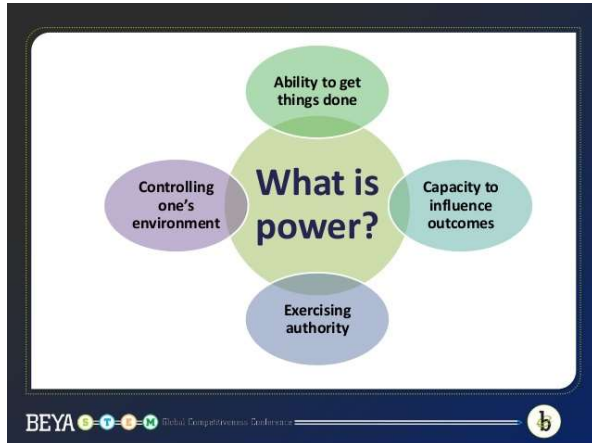 Ability to get
things done
Controlling
one's
environment
What is
power?
Capacity to
influence
outcomes
Exercising
authority
BEYA S T E M Global Competitiveness Conference
b